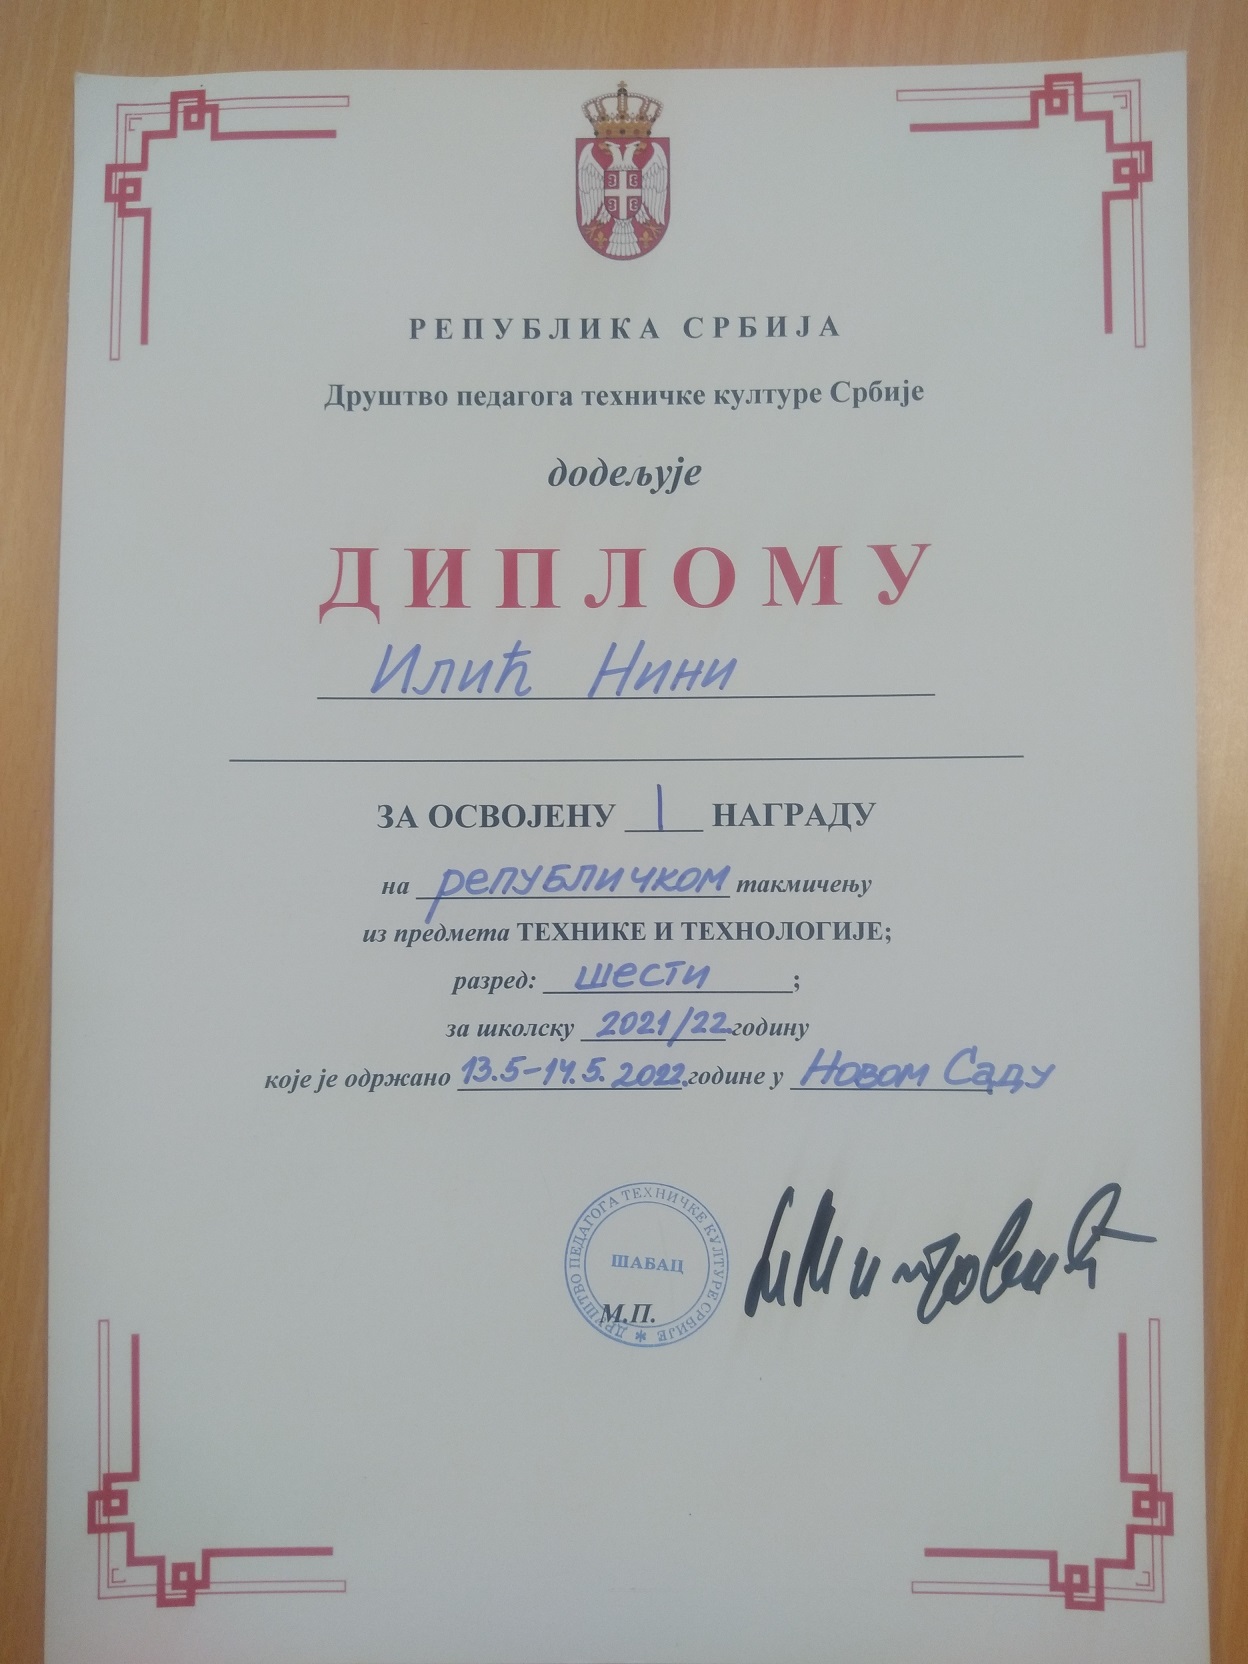 РЕПУБЛИКА СРБИЈА
Друштво педагога техничке културе Србије
додељује
ДИПЛОМУ
Илић Нини
ЗА ОСВОЈЕНУ I НАГРАДУ
на републичком такмичењу
из предмета ТЕХНИКЕ И ТЕХНОЛОГИЈЕ;
разред: шести;
за школску 2021/22. годину
које је одржано 13.5-14.5.2022. године у Новом Саду
ДРУШТВО ПЕДАГОГА ТЕХНИЧКЕ КУЛТУРЕ СРБИЈЕ *
ШАБАЦ
М.П.